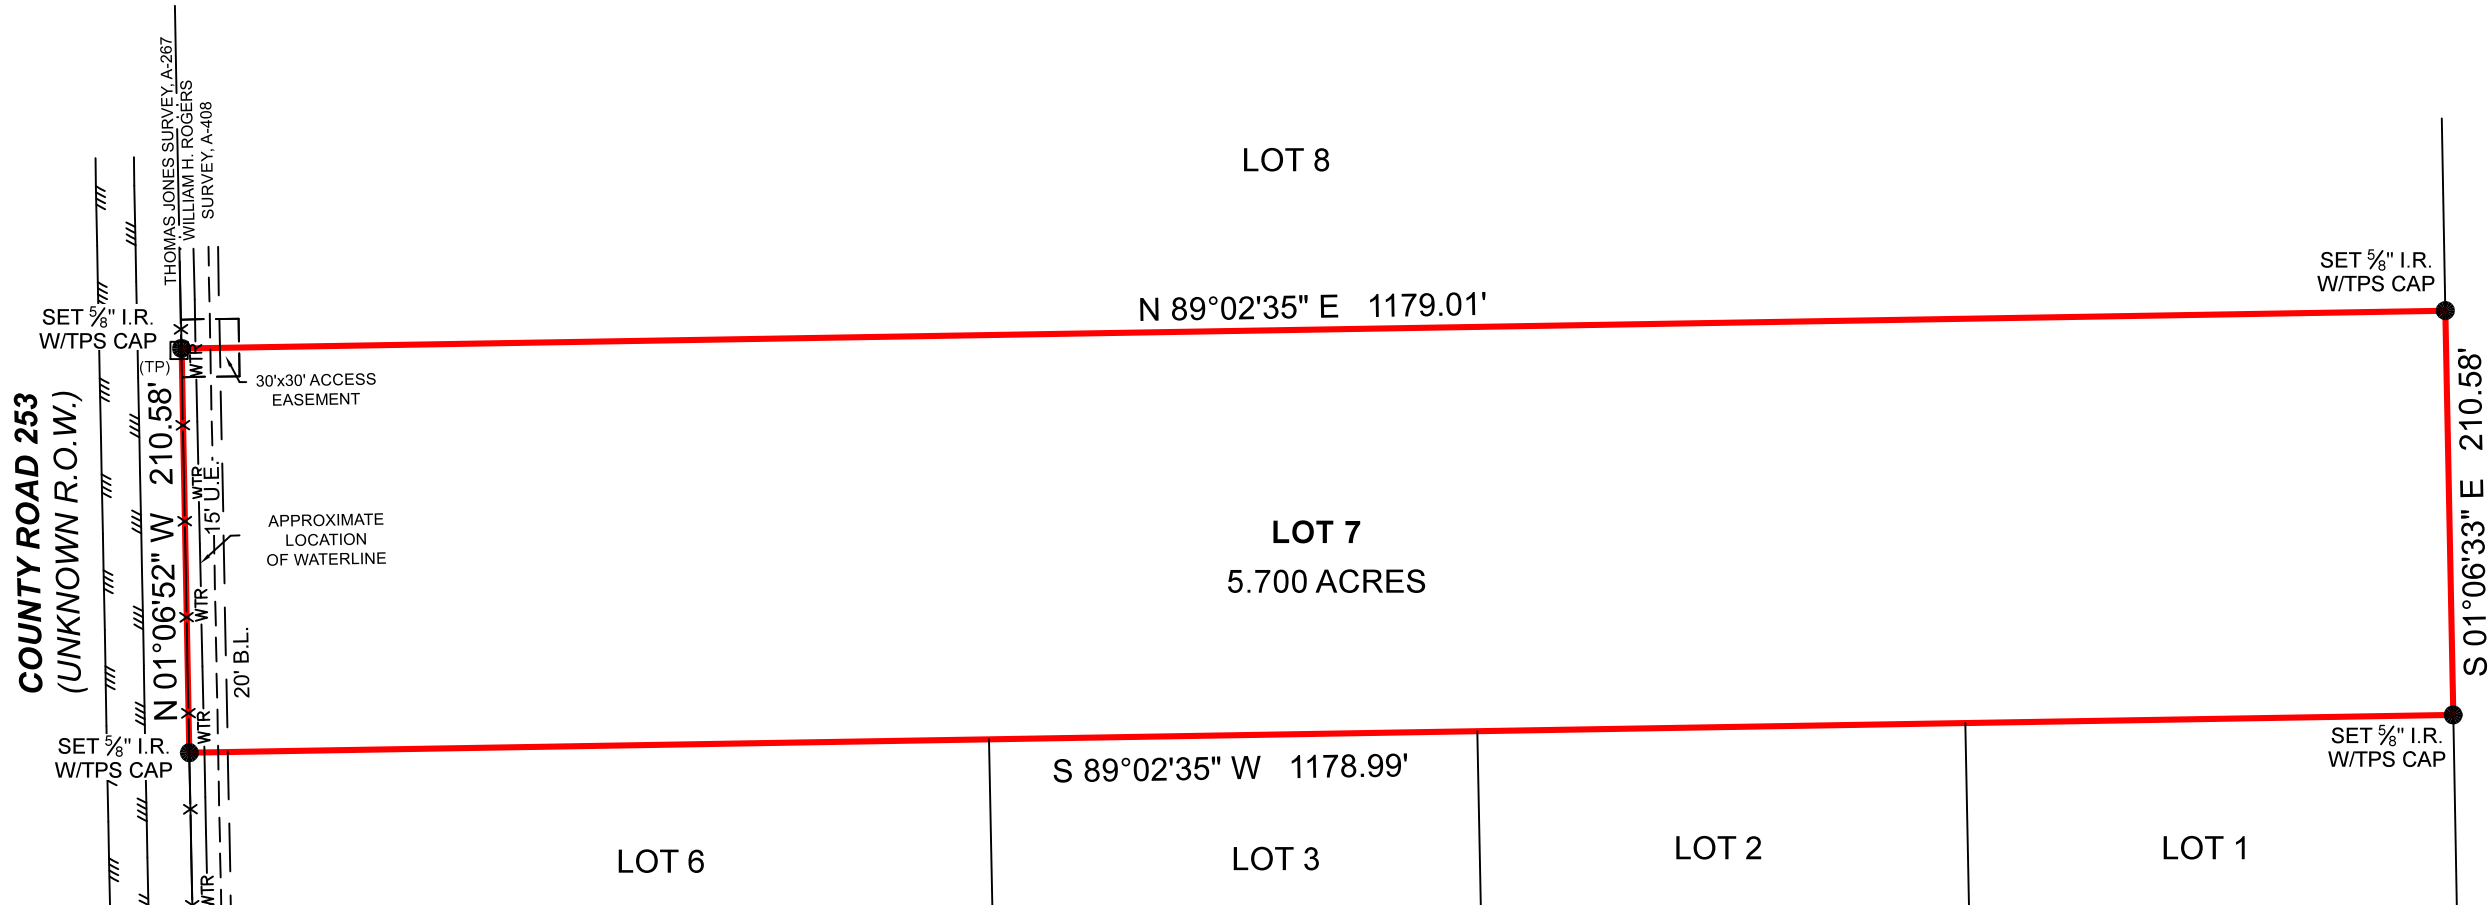 THOMAS JONES SURVEY, A-267
WILLIAM H. ROGERS
SURVEY, A-408
LOT 8
SET 5/8" I.R.
W/TPS CAP
N 89°02'35" E 1179.01'
SET 5/8" I.R.
W/TPS CAP
(TP)
WTR
30'x30' ACCESS
EASEMENT
COUNTY ROAD 253
(UNKNOWN R.O.W.)
N 01°06'52" W 210.58'
WTR
15' U.E.
APPROXIMATE
LOCATION
OF WATERLINE
WTR
20' B.L.
WTR
LOT 7
5.700 ACRES
S 01°06'33" E 210.58'
SET 5/8" I.R.
W/TPS CAP
S 89°02'35" W 1178.99'
SET 5/8" I.R.
W/TPS CAP
LOT 6
LOT 3
LOT 2
LOT 1
WTR